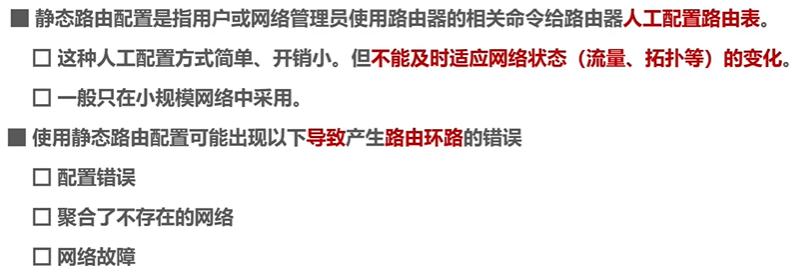 ■ 静态路由配置是指用户或网络管理员使用路由器的相关命令给路由器人工配置路由表。
□ 这种人工配置方式简单、开销小。但不能及时适应网络状态（流量、拓扑等）的变化。
□ 一般只在小规模网络中采用。
■ 使用静态路由配置可能出现以下导致产生路由环路的错误
□ 配置错误
□ 聚合了不存在的网络
□ 网络故障